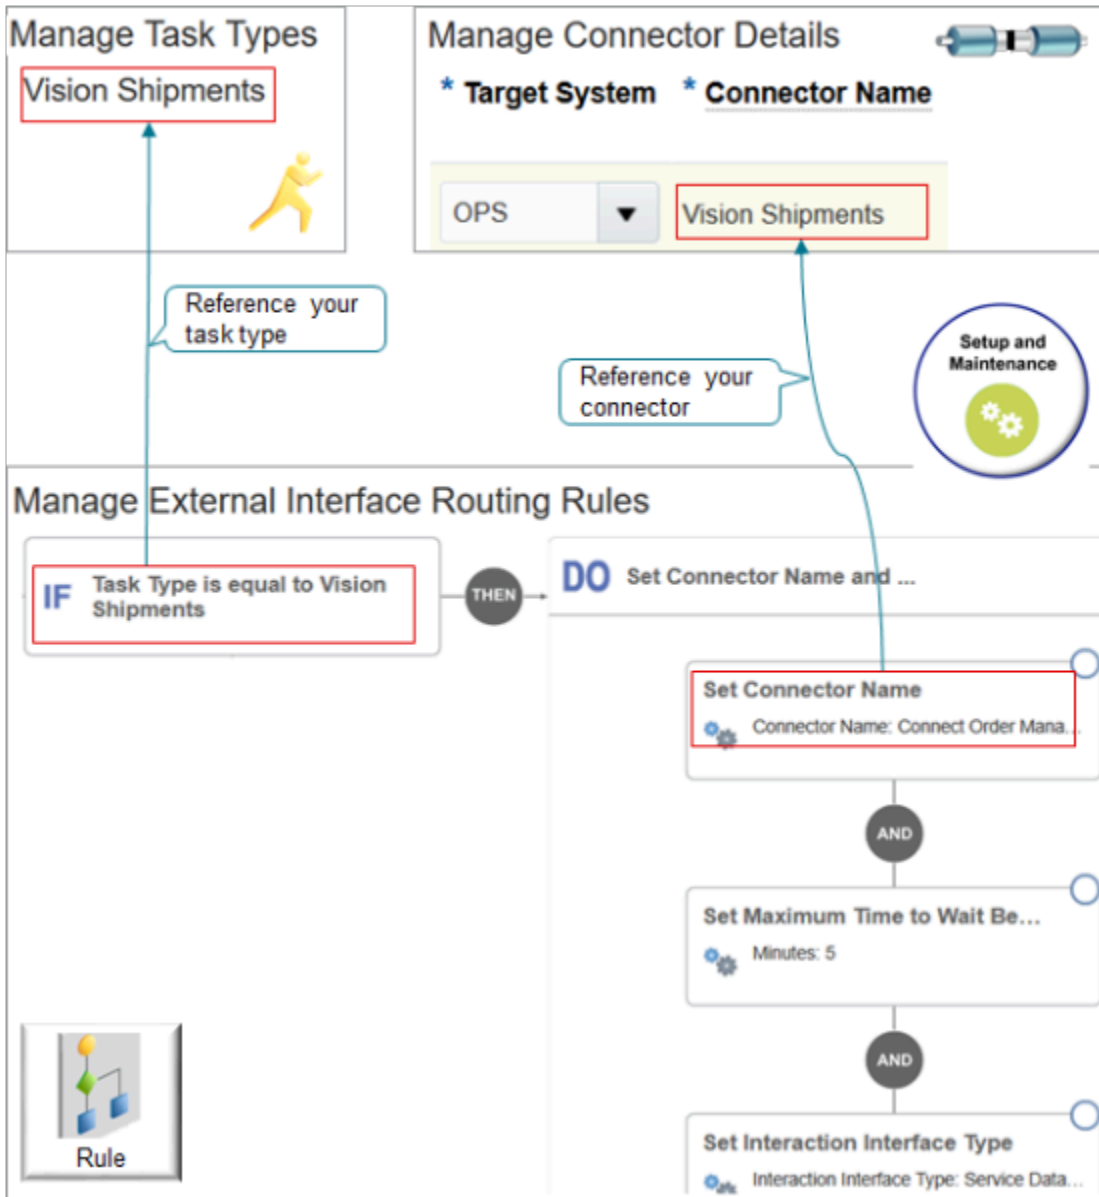 Manage Task Types
Vision Shipments
Manage Connector Details
* Target System * Connector Name
OPS
Vision Shipments
Reference your
task type
Reference your
connector
Setup and
Maintenance
Manage External Interface Routing Rules
IF Task Type is equal to Vision
Shipments
THEN
DO Set Connector Name and ...
Set Connector Name
Connector Name: Connect Order Mana...
AND
Set Maximum Time to Wait Be...
Minutes: 5
AND
Set Interaction Interface Type
Interaction Interface Type: Service Data...
Rule